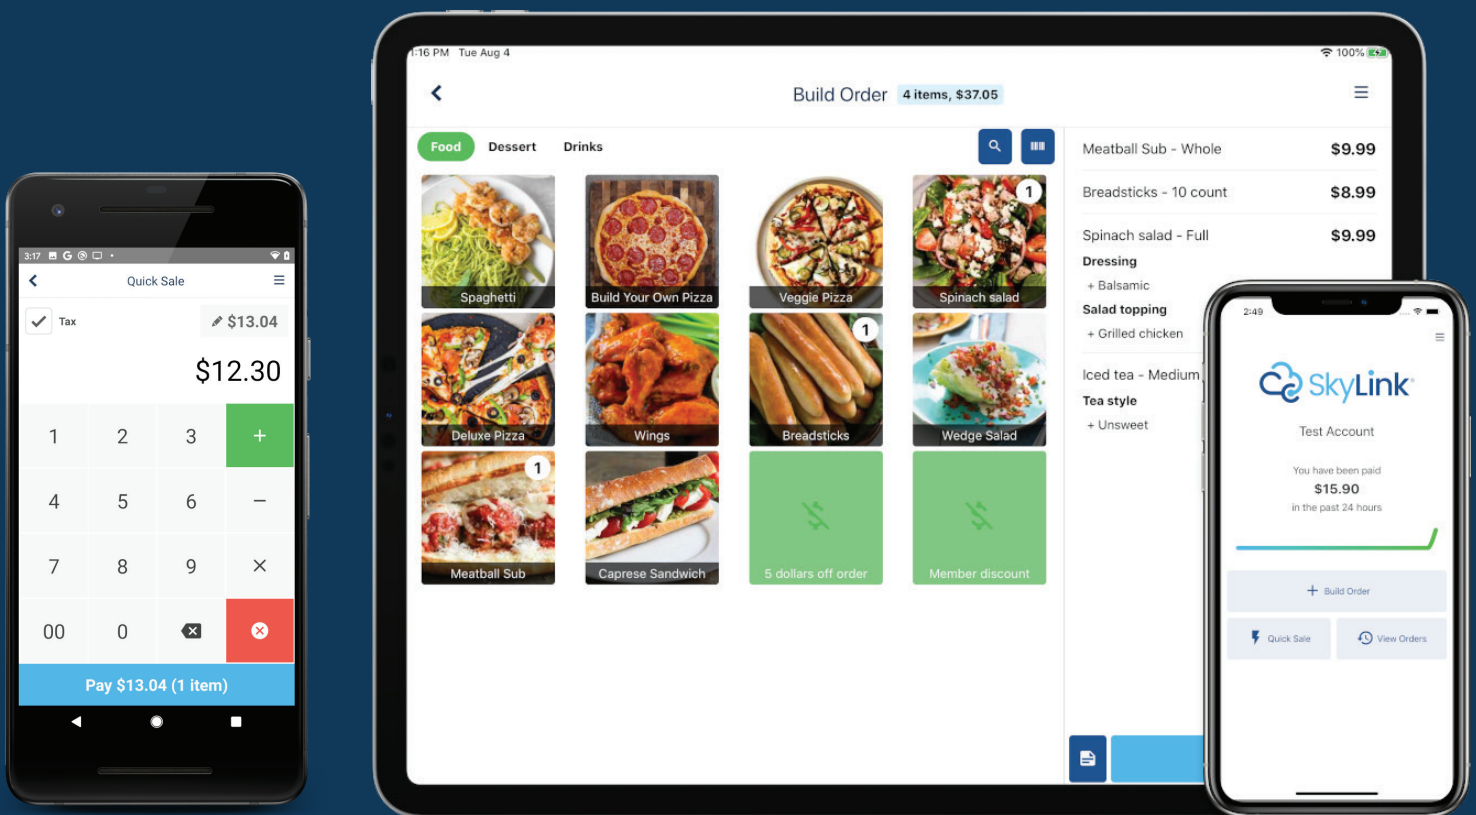 3:17
Quick Sale
Tax
$13.04
$12.30
1 2 3 +
4 5 6 −
7 8 9 ×
00 0
Pay $13.04 (1 item)
1:16 PM Tue Aug 4
100%
Build Order 4 items, $37.05
Food Dessert Drinks
Spaghetti
Build Your Own Pizza
Veggie Pizza
1
Spinach salad
Deluxe Pizza
Wings
1
Breadsticks
Wedge Salad
1
Meatball Sub
Caprese Sandwich
5 dollars off order
Member discount
Meatball Sub - Whole $9.99
Breadsticks - 10 count $8.99
Spinach salad - Full $9.99
Dressing
+ Balsamic
Salad topping
+ Grilled chicken
Iced tea - Medium
Tea style
+ Unsweet
2:49
SkyLink
Test Account
You have been paid
$15.90
in the past 24 hours
+ Build Order
Quick Sale
View Orders